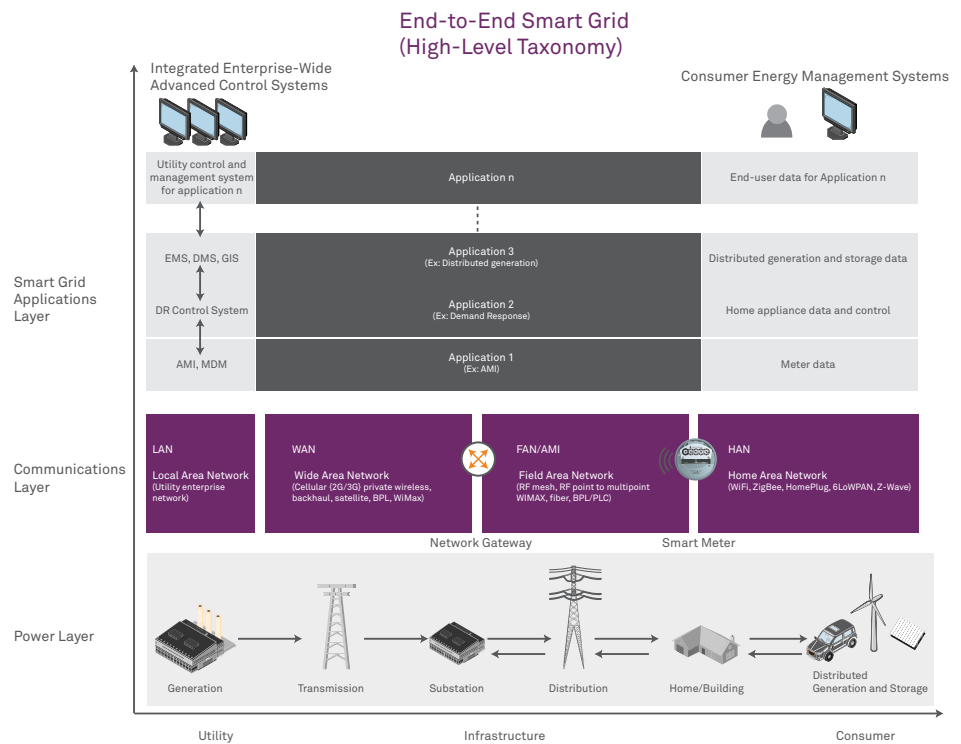 End-to-End Smart Grid
(High-Level Taxonomy)
Integrated Enterprise-Wide
Advanced Control Systems
Consumer Energy Management Systems
Utility control and
management system
for application n
Application n
End-user data for Application n
Smart Grid
Applications
Layer
EMS, DMS, GIS
Application 3
(Ex: Distributed generation)
Distributed generation and storage data
DR Control System
Application 2
(Ex: Demand Response)
Home appliance data and control
AMI, MDM
Application 1
(Ex: AMI)
Meter data
Communications
Layer
LAN
Local Area Network
(Utility enterprise
network)
WAN
Wide Area Network
(Cellular (2G/3G) private wireless,
backhaul, satellite, BPL, WiMax)
FAN/AMI
Field Area Network
(RF mesh, RF point to multipoint
WIMAX, fiber, BPL/PLC)
HAN
Home Area Network
(WiFi, ZigBee, HomePlug, 6LoWPAN, Z-Wave)
Network Gateway
Smart Meter
Power Layer
Generation
Transmission
Substation
Distribution
Home/Building
Distributed
Generation and Storage
Utility
Infrastructure
Consumer